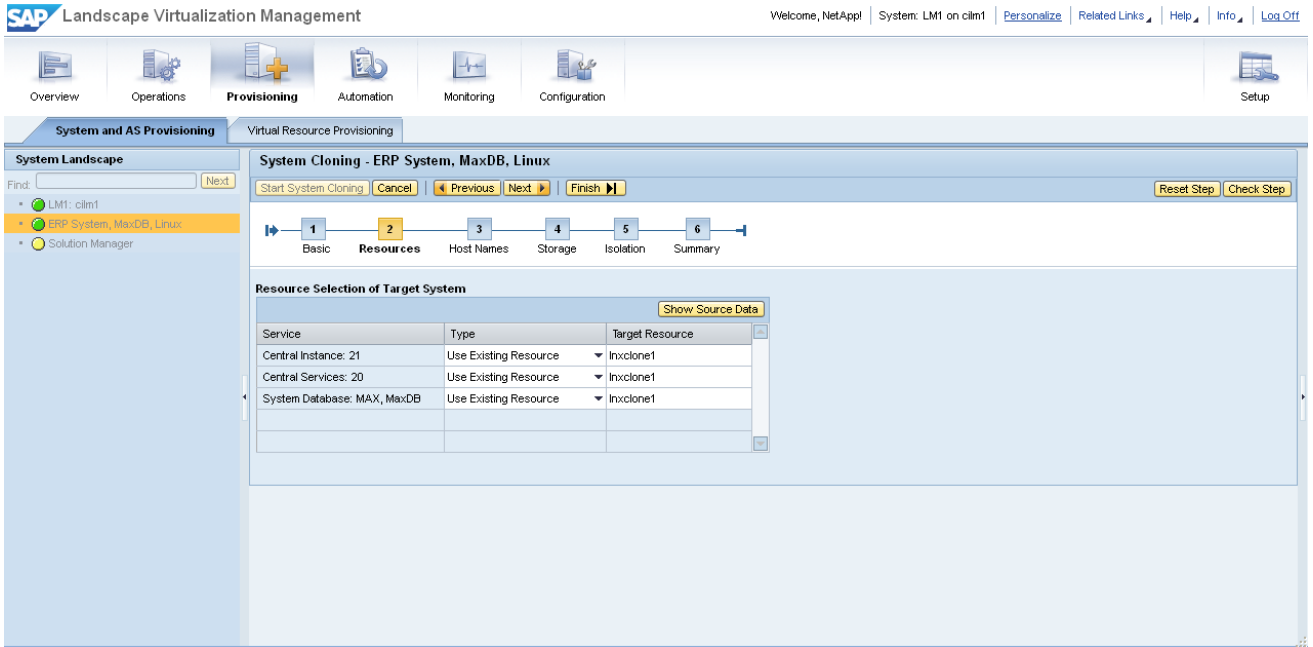 SAP Landscape Virtualization Management
Welcome, NetApp! System: LM1 on cilm1 Personalize Related Links Help Info Log Off
Overview Operations Provisioning Automation Monitoring Configuration Setup
System and AS Provisioning Virtual Resource Provisioning
System Landscape
Find: Next
LM1: cilm1
ERP System, MaxDB, Linux
Solution Manager
System Cloning - ERP System, MaxDB, Linux
Start System Cloning Cancel Previous Next Finish Reset Step Check Step
1 2 3 4 5 6
Basic Resources Host Names Storage Isolation Summary
Resource Selection of Target System
Show Source Data
Service Type Target Resource
Central Instance: 21 Use Existing Resource lnxclone1
Central Services: 20 Use Existing Resource lnxclone1
System Database: MAX, MaxDB Use Existing Resource lnxclone1